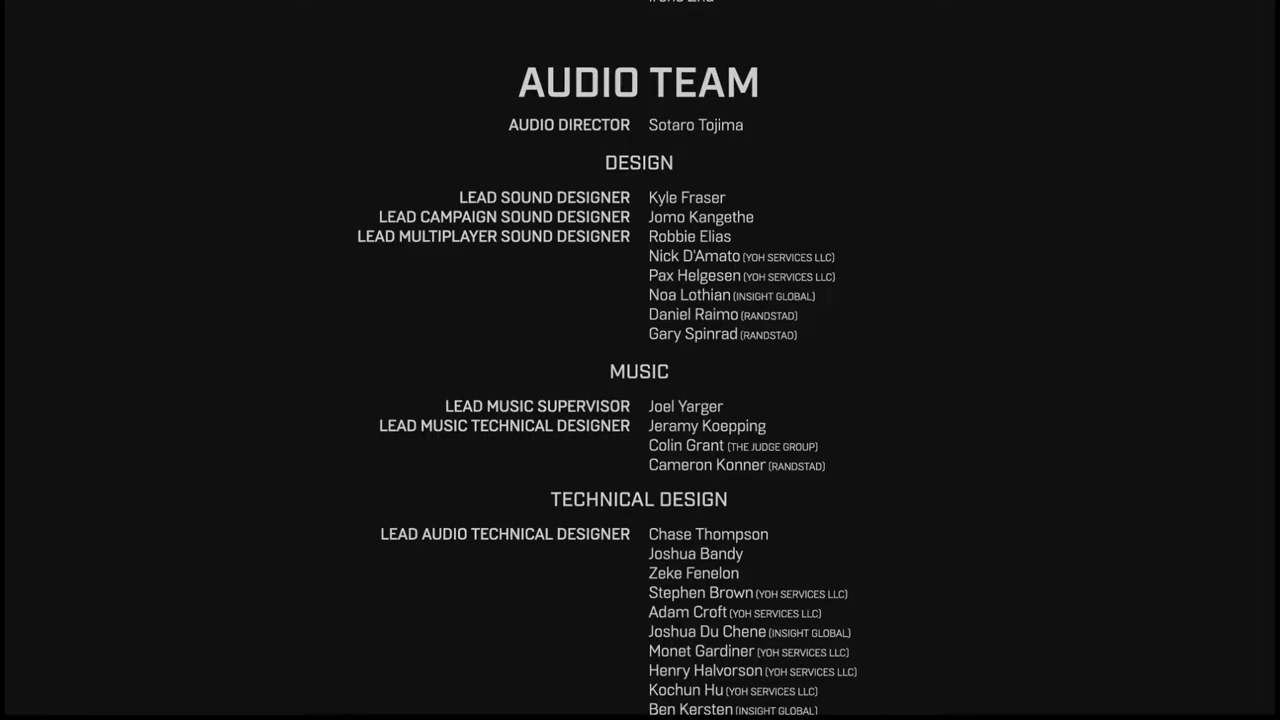 AUDIO TEAM
AUDIO DIRECTOR Sotaro Tojima
DESIGN
LEAD SOUND DESIGNER Kyle Fraser
LEAD CAMPAIGN SOUND DESIGNER Jomo Kangethe
LEAD MULTIPLAYER SOUND DESIGNER Robbie Elias
Nick D'Amato (YOH SERVICES LLC)
Pax Helgesen (YOH SERVICES LLC)
Noa Lothian (INSIGHT GLOBAL)
Daniel Raimo (RANDSTAD)
Gary Spinrad (RANDSTAD)
MUSIC
LEAD MUSIC SUPERVISOR Joel Yarger
LEAD MUSIC TECHNICAL DESIGNER Jeramy Koepping
Colin Grant (THE JUDGE GROUP)
Cameron Konner (RANDSTAD)
TECHNICAL DESIGN
LEAD AUDIO TECHNICAL DESIGNER Chase Thompson
Joshua Bandy
Zeke Fenelon
Stephen Brown (YOH SERVICES LLC)
Adam Croft (YOH SERVICES LLC)
Joshua Du Chene (INSIGHT GLOBAL)
Monet Gardiner (YOH SERVICES LLC)
Henry Halvorson (YOH SERVICES LLC)
Kochun Hu (YOH SERVICES LLC)
Ben Kersten (INSIGHT GLOBAL)